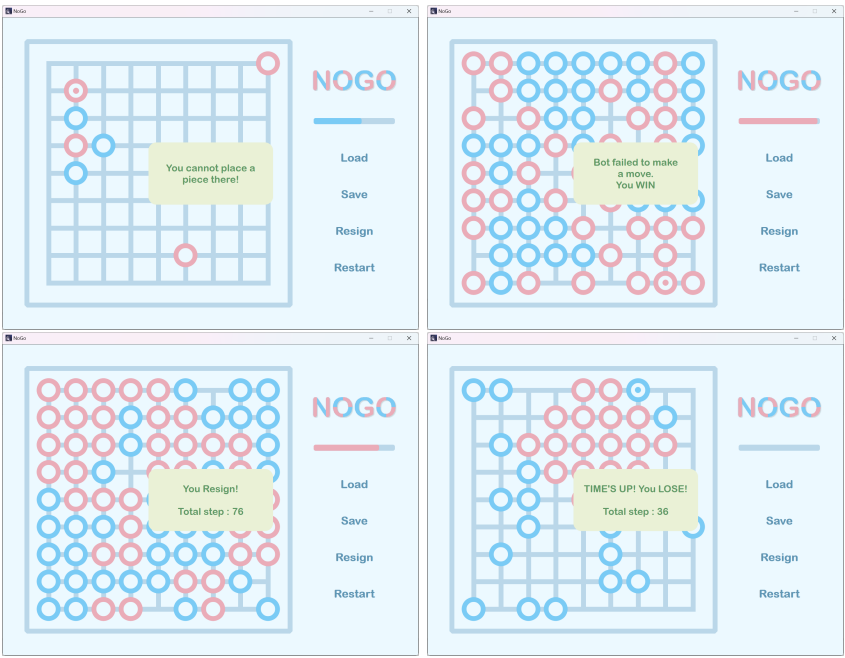 NoGo
NOGO
You cannot place a
piece there!
Load
Save
Resign
Restart
NoGo
NOGO
Bot failed to make
a move.
You WIN
Load
Save
Resign
Restart
NoGo
NOGO
You Resign!
Total step : 76
Load
Save
Resign
Restart
NoGo
NOGO
TIME'S UP! You LOSE!
Total step : 36
Load
Save
Resign
Restart